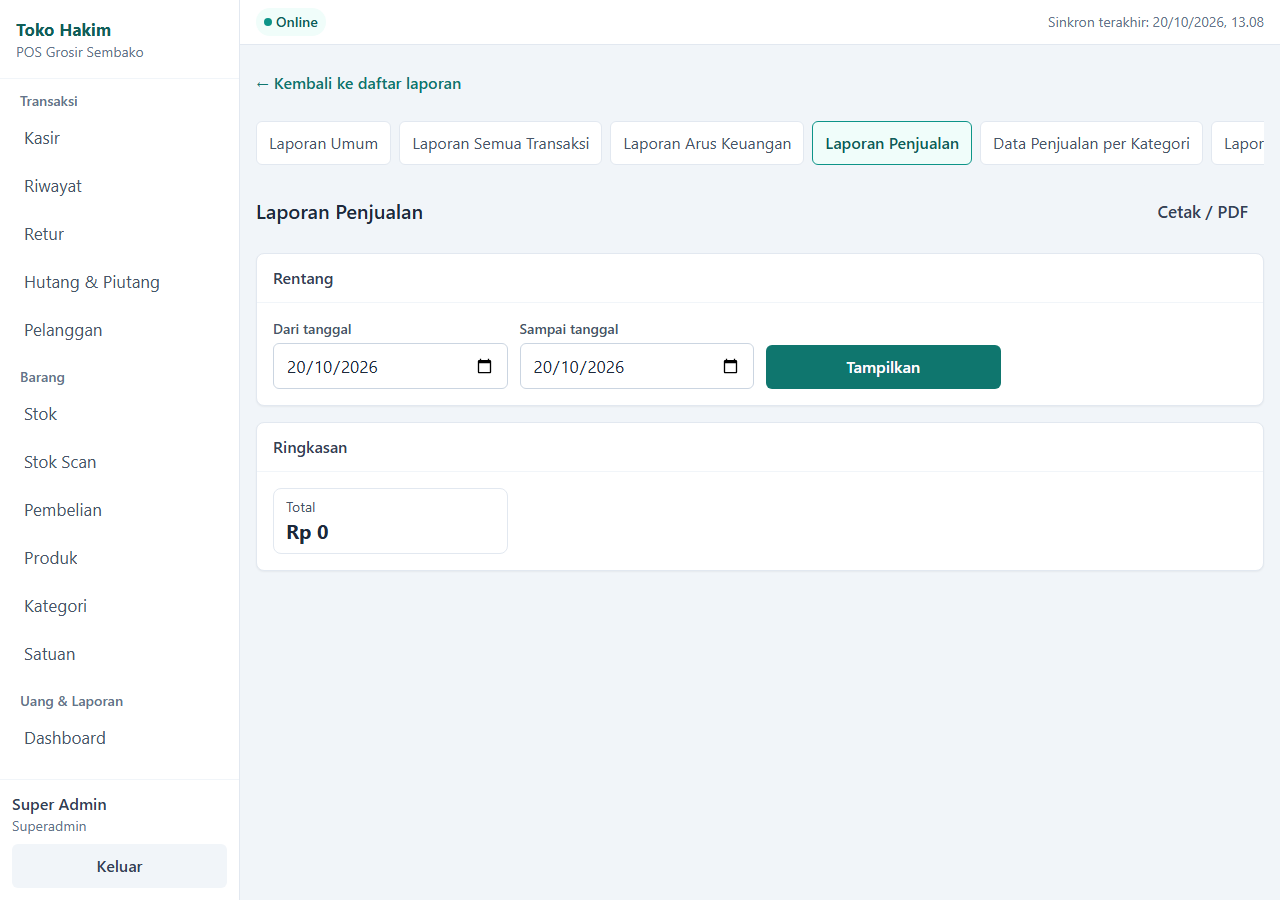 Toko Hakim
POS Grosir Sembako
Transaksi
Kasir
Riwayat
Retur
Hutang & Piutang
Pelanggan
Barang
Stok
Stok Scan
Pembelian
Produk
Kategori
Satuan
Uang & Laporan
Dashboard
Super Admin
Superadmin
Keluar
Online
Sinkron terakhir: 20/10/2026, 13.08
← Kembali ke daftar laporan
Laporan Umum
Laporan Semua Transaksi
Laporan Arus Keuangan
Laporan Penjualan
Data Penjualan per Kategori
Lapor
Laporan Penjualan
Cetak / PDF
Rentang
Dari tanggal
Sampai tanggal
20/10/2026
20/10/2026
Tampilkan
Ringkasan
Total
Rp 0